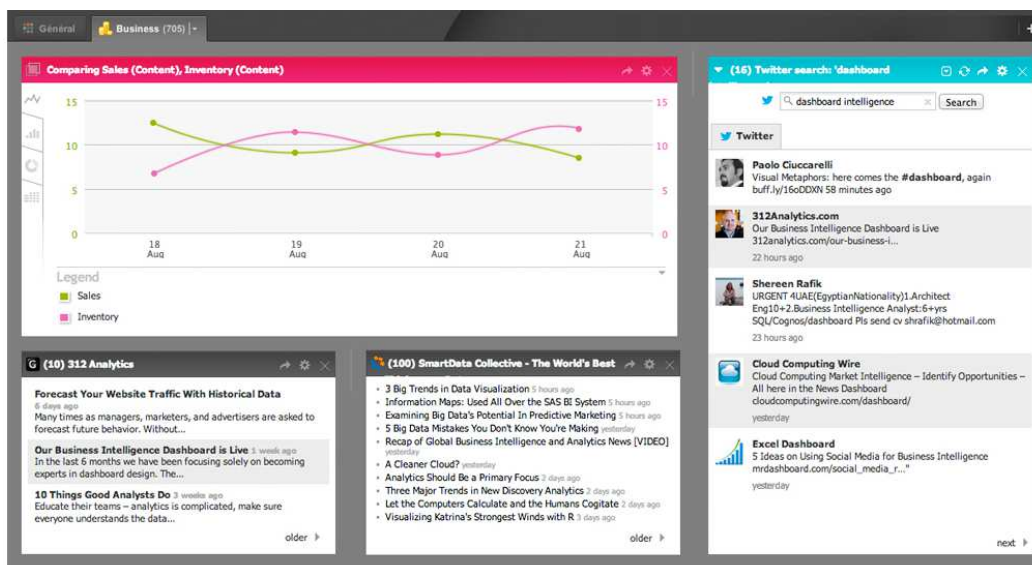 Général
Business (705)
Comparing Sales (Content), Inventory (Content)
15
10
5
0
15
10
5
0
18
Aug
19
Aug
20
Aug
21
Aug
Legend
Sales
Inventory
(10) 312 Analytics
Forecast Your Website Traffic With Historical Data
6 days ago
Many times as managers, marketers, and advertisers are asked to
forecast future behavior. Without...
Our Business Intelligence Dashboard is Live 1 week ago
In the last 6 months we have been focusing solely on becoming
experts in dashboard design. The...
10 Things Good Analysts Do 3 weeks ago
Educate their teams – analytics is complicated, make sure
everyone understands the data...
older
(100) SmartData Collective - The World's Best
3 Big Trends in Data Visualization 5 hours ago
Information Maps: Used All Over the SAS BI System 5 hours ago
Examining Big Data's Potential In Predictive Marketing 5 hours ago
5 Big Data Mistakes You Don't Know You're Making yesterday
Recap of Global Business Intelligence and Analytics News [VIDEO]
yesterday
A Cleaner Cloud? yesterday
Analytics Should Be a Primary Focus 2 days ago
Three Major Trends in New Discovery Analytics 2 days ago
Let the Computers Calculate and the Humans Cogitate 2 days ago
Visualizing Katrina's Strongest Winds with R 3 days ago
older
(16) Twitter search: 'dashboard
dashboard intelligence
Search
Twitter
Paolo Ciuccarelli
Visual Metaphors: here comes the #dashboard, again
buff.ly/16oDDXN 58 minutes ago
312Analytics.com
Our Business Intelligence Dashboard is Live
312analytics.com/our-business-i...
22 hours ago
Shereen Rafik
URGENT 4UAE(EgyptianNationality)1.Architect
Eng10+2.Business Intelligence Analyst:6+yrs
SQL/Cognos/dashboard Pls send cv shrafik@hotmail.com
23 hours ago
Cloud Computing Wire
Cloud Computing Market Intelligence – Identify Opportunities –
All here in the News Dashboard
cloudcomputingwire.com/dashboard/
yesterday
Excel Dashboard
5 Ideas on Using Social Media for Business Intelligence
mrdashboard.com/social_media_r..."
yesterday
next